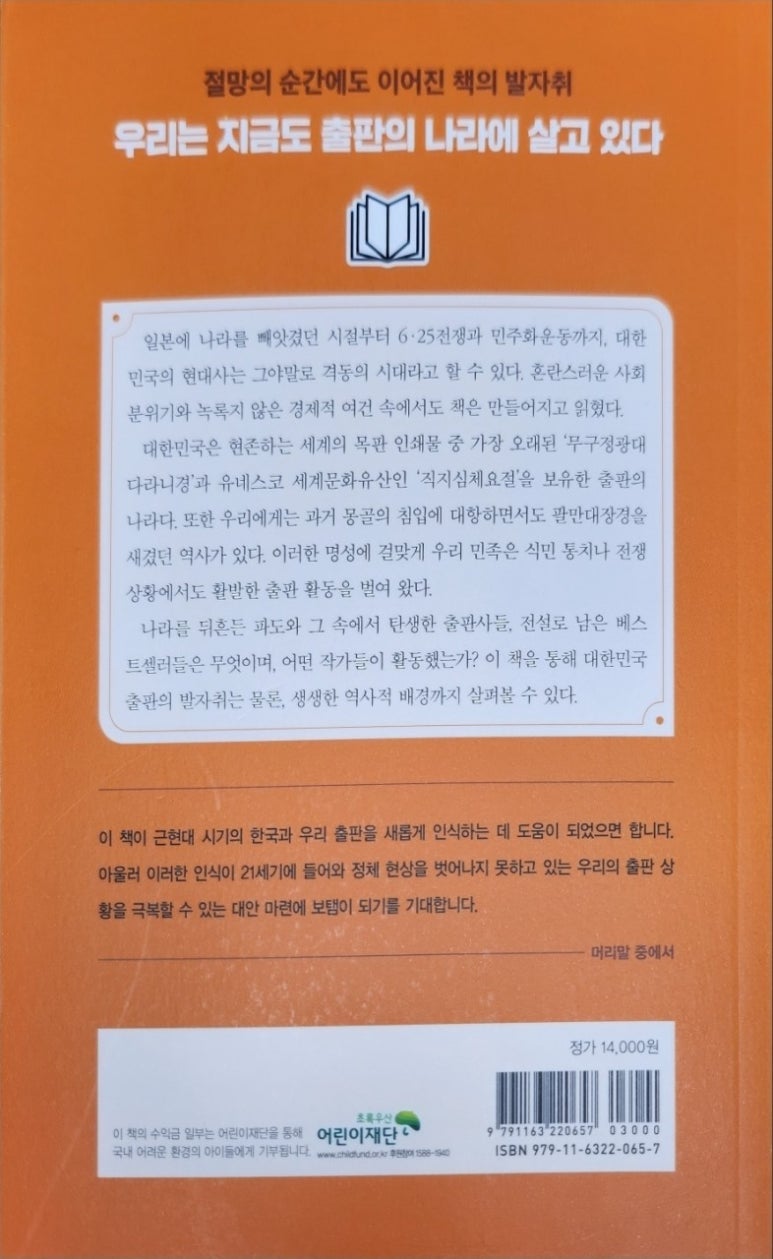 절망의 순간에도 이어진 책의 발자취
우리는 지금도 출판의 나라에 살고 있다
일본에 나라를 빼앗겼던 시절부터 6·25전쟁과 민주화운동까지, 대한
민국의 현대사는 그야말로 격동의 시대라고 할 수 있다. 혼란스러운 사회
분위기와 녹록지 않은 경제적 여건 속에서도 책은 만들어지고 읽혔다.
대한민국은 현존하는 세계의 목판 인쇄물 중 가장 오래된 ‘무구정광대
다라니경’과 유네스코 세계문화유산인 ‘직지심체요절’을 보유한 출판의
나라다. 또한 우리에게는 과거 몽골의 침입에 대항하면서도 팔만대장경을
새겼던 역사가 있다. 이러한 명성에 걸맞게 우리 민족은 식민 통치나 전쟁
상황에서도 활발한 출판 활동을 벌여 왔다.
나라를 뒤흔든 파도와 그 속에서 탄생한 출판사들, 전설로 남은 베스
트셀러들은 무엇이며, 어떤 작가들이 활동했는가? 이 책을 통해 대한민국
출판의 발자취는 물론, 생생한 역사적 배경까지 살펴볼 수 있다.
이 책이 근현대 시기의 한국과 우리 출판을 새롭게 인식하는 데 도움이 되었으면 합니다.
아울러 이러한 인식이 21세기에 들어와 정체 현상을 벗어나지 못하고 있는 우리의 출판 상
황을 극복할 수 있는 대안 마련에 보탬이 되기를 기대합니다.
머리말 중에서
정가 14,000원
이 책의 수익금 일부는 어린이재단을 통해
국내 어려운 환경의 아이들에게 기부됩니다.
초록우산
어린이재단
www.childfund.or.kr 후원참여 1588-1940
9 791163 220657 03000
ISBN 979-11-6322-065-7